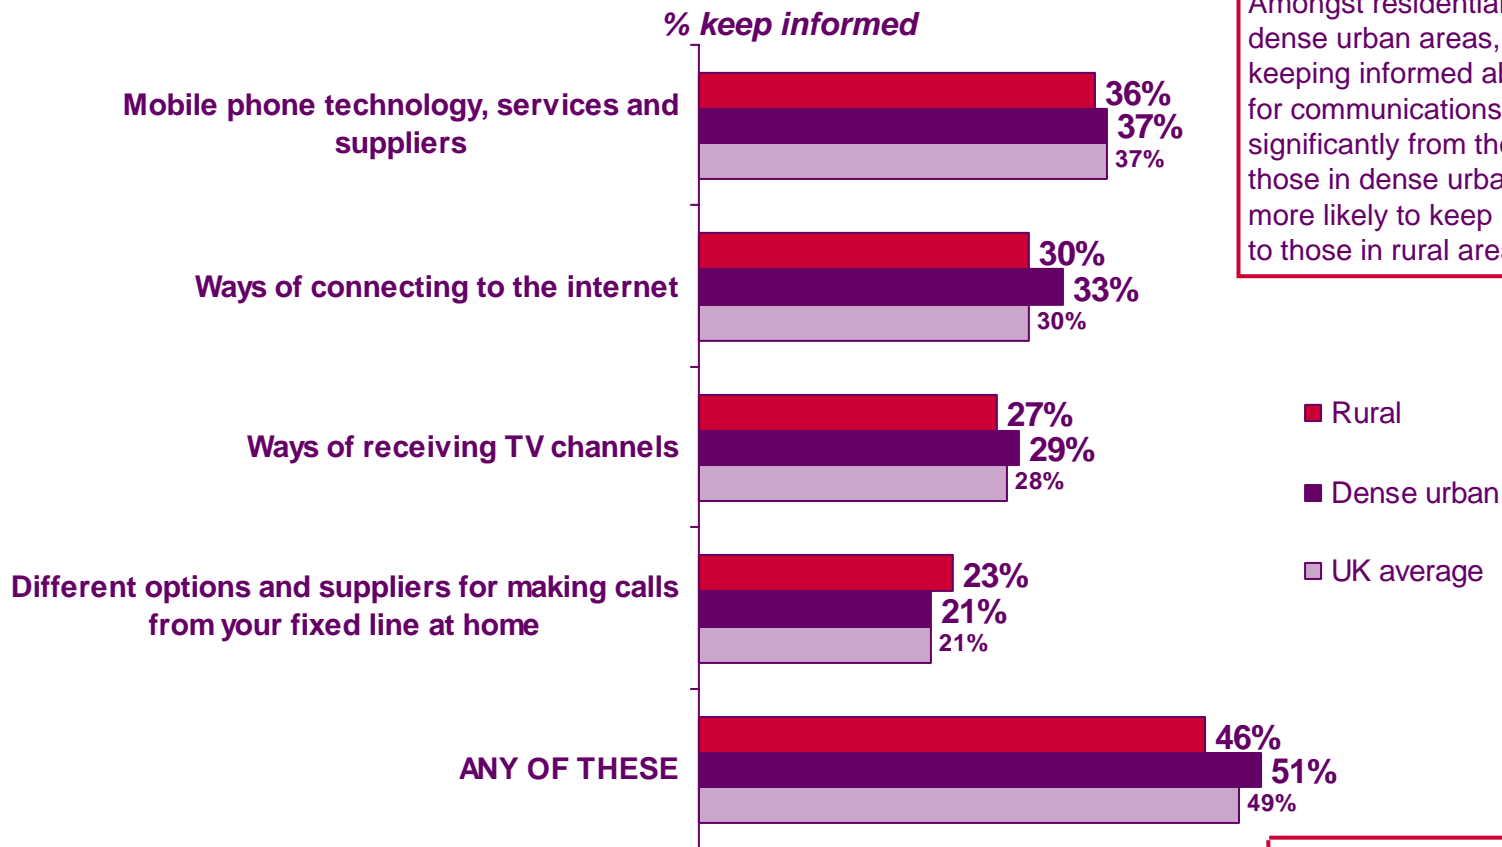 % keep informed
Amongst residential
dense urban areas,
keeping informed
for communications
significantly from
those in dense
more likely to keep
to those in rural
Mobile phone technology, services and
suppliers
36%
37%
37%
Ways of connecting to the internet
30%
33%
30%
Ways of receiving TV channels
27%
29%
28%
Different options and suppliers for making calls
from your fixed line at home
23%
21%
21%
ANY OF THESE
46%
51%
49%
Rural
Dense urban
UK average